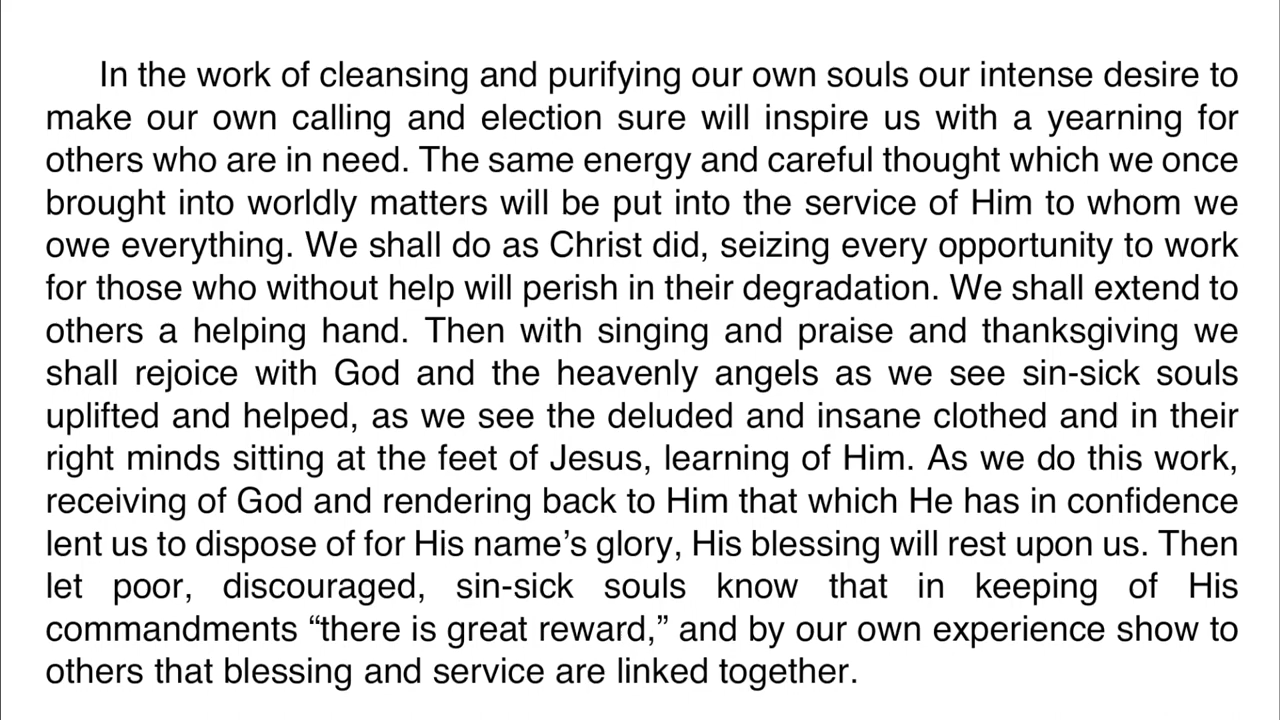 In the work of cleansing and purifying our own souls our intense desire to
make our own calling and election sure will inspire us with a yearning for
others who are in need. The same energy and careful thought which we once
brought into worldly matters will be put into the service of Him to whom we
owe everything. We shall do as Christ did, seizing every opportunity to work
for those who without help will perish in their degradation. We shall extend to
others a helping hand. Then with singing and praise and thanksgiving we
shall rejoice with God and the heavenly angels as we see sin-sick souls
uplifted and helped, as we see the deluded and insane clothed and in their
right minds sitting at the feet of Jesus, learning of Him. As we do this work,
receiving of God and rendering back to Him that which He has in confidence
lent us to dispose of for His name’s glory, His blessing will rest upon us. Then
let poor, discouraged, sin-sick souls know that in keeping of His
commandments “there is great reward,” and by our own experience show to
others that blessing and service are linked together.